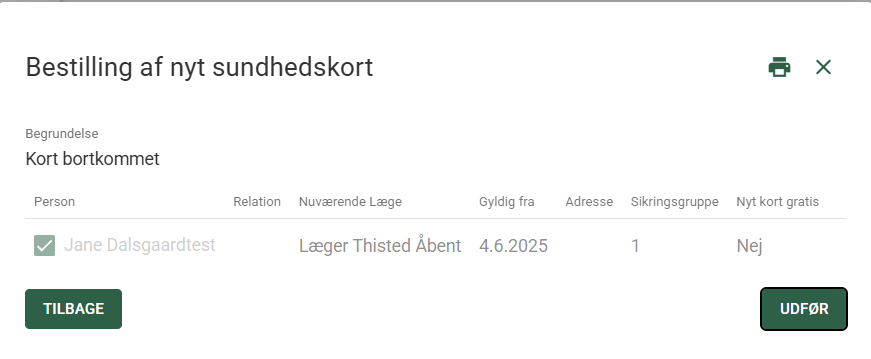 Bestilling af nyt sundhedskort
Begrundelse
Kort bortkommet
Person Relation Nuværende Læge Gyldig fra Adresse Sikringsgruppe Nyt kort gratis
Jane Dalsgaardtest Læger Thisted Åbent 4.6.2025 1 Nej
TILBAGE UDFØR